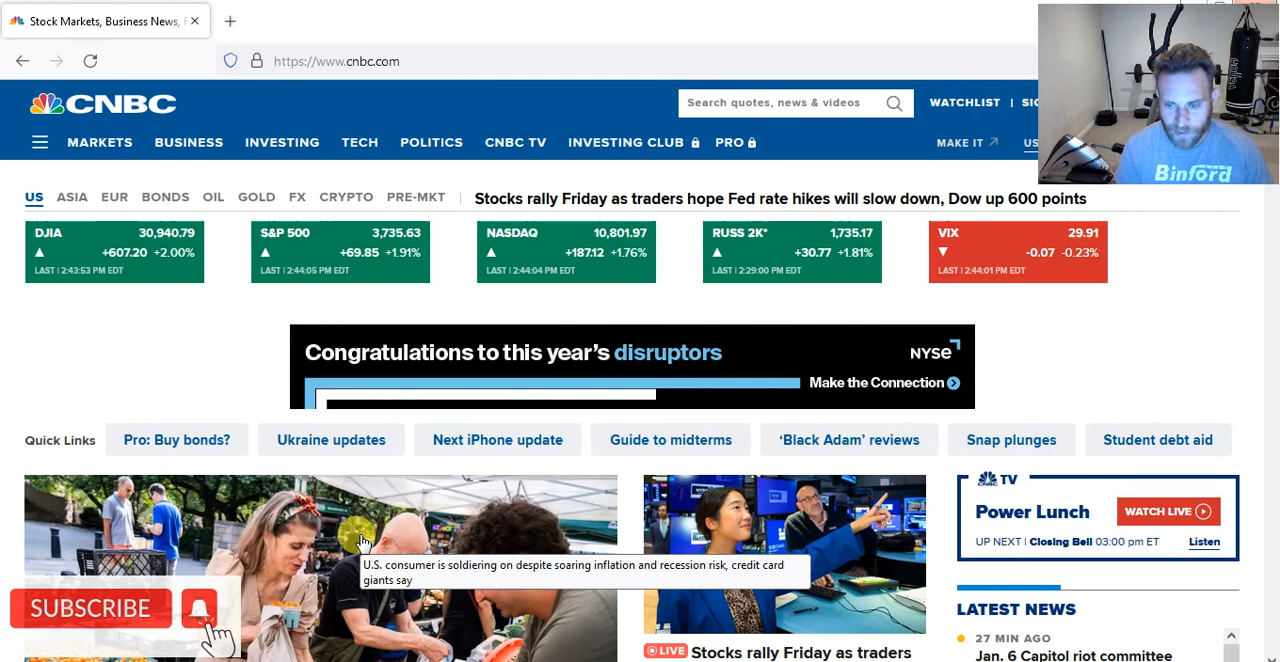 Stock Markets, Business News,
https://www.cnbc.com
CNBC
Search quotes, news & videos
WATCHLIST | SIG
MARKETS BUSINESS INVESTING TECH POLITICS CNBC TV INVESTING CLUB PRO MAKE IT US
Binford
US ASIA EUR BONDS OIL GOLD FX CRYPTO PRE-MKT
Stocks rally Friday as traders hope Fed rate hikes will slow down, Dow up 600 points
DJIA 30,940.79
+607.20 +2.00%
LAST | 2:43:53 PM EDT
S&P 500 3,735.63
+69.85 +1.91%
LAST | 2:44:05 PM EDT
NASDAQ 10,801.97
+187.12 +1.76%
LAST | 2:44:04 PM EDT
RUSS 2K* 1,735.17
+30.77 +1.81%
LAST | 2:29:00 PM EDT
VIX 29.91
-0.07 -0.23%
LAST | 2:44:01 PM EDT
Congratulations to this year's disruptors
NYSE
Make the Connection
Quick Links Pro: Buy bonds? Ukraine updates Next iPhone update Guide to midterms ‘Black Adam’ reviews Snap plunges Student debt aid
U.S. consumer is soldiering on despite soaring inflation and recession risk, credit card
giants say
SUBSCRIBE
LIVE Stocks rally Friday as traders
CNBC TV
Power Lunch
WATCH LIVE
UP NEXT | Closing Bell 03:00 pm ET Listen
LATEST NEWS
27 MIN AGO
Jan. 6 Capitol riot committee